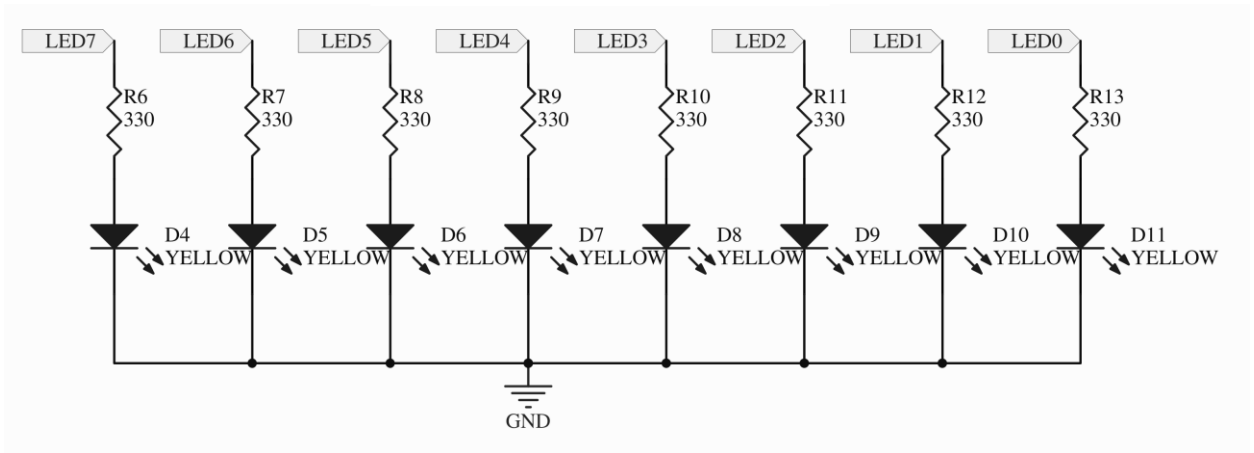 LED7 LED6 LED5 LED4 LED3 LED2 LED1 LED0
R6 R7 R8 R9 R10 R11 R12 R13
330 330 330 330 330 330 330 330
D4 D5 D6 D7 D8 D9 D10 D11
YELLOW YELLOW YELLOW YELLOW YELLOW YELLOW YELLOW YELLOW
GND